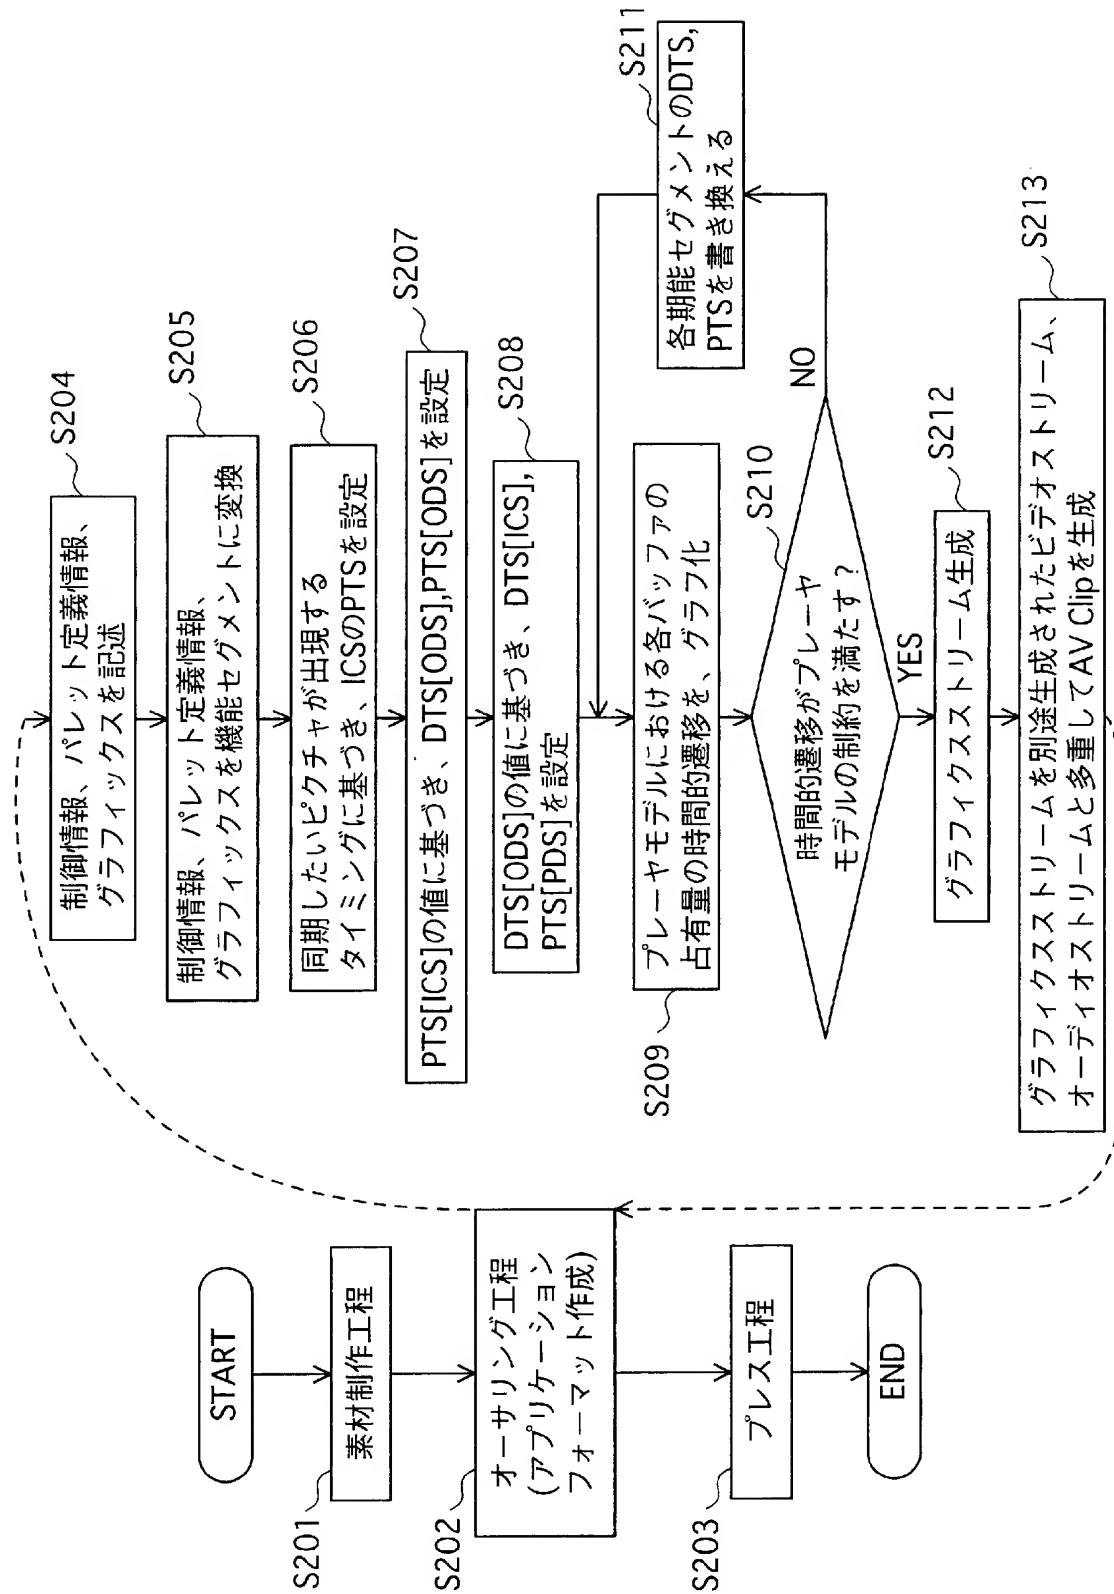 START
S201
素材制作工程
S202
オーサリング工程
(アプリケーション
フォーマット作成)
S203
プレス工程
END
S204
制御情報、パレット定義情報、
グラフィックスを記述
S205
制御情報、パレット定義情報、
グラフィックスを機能セグメントに変換
S206
同期したいピクチャが出現する
タイミングに基づき、ICSのPTSを設定
S207
PTS[ICS]の値に基づき、DTS[ODS],PTS[ODS]を設定
S208
DTS[ODS]の値に基づき、DTS[ICS],
PTS[PDS]を設定
S209
プレーヤモデルにおける各バッファの
占有量の時間的遷移を、グラフ化
S210
時間的遷移がプレーヤ
モデルの制約を満たす?
NO
YES
S211
各期能セグメントのDTS,
PTSを書き換える
S212
グラフィクスストリーム生成
S213
グラフィクスストリームを別途生成されたビデオストリーム、
オーディオストリームと多重してAV Clipを生成